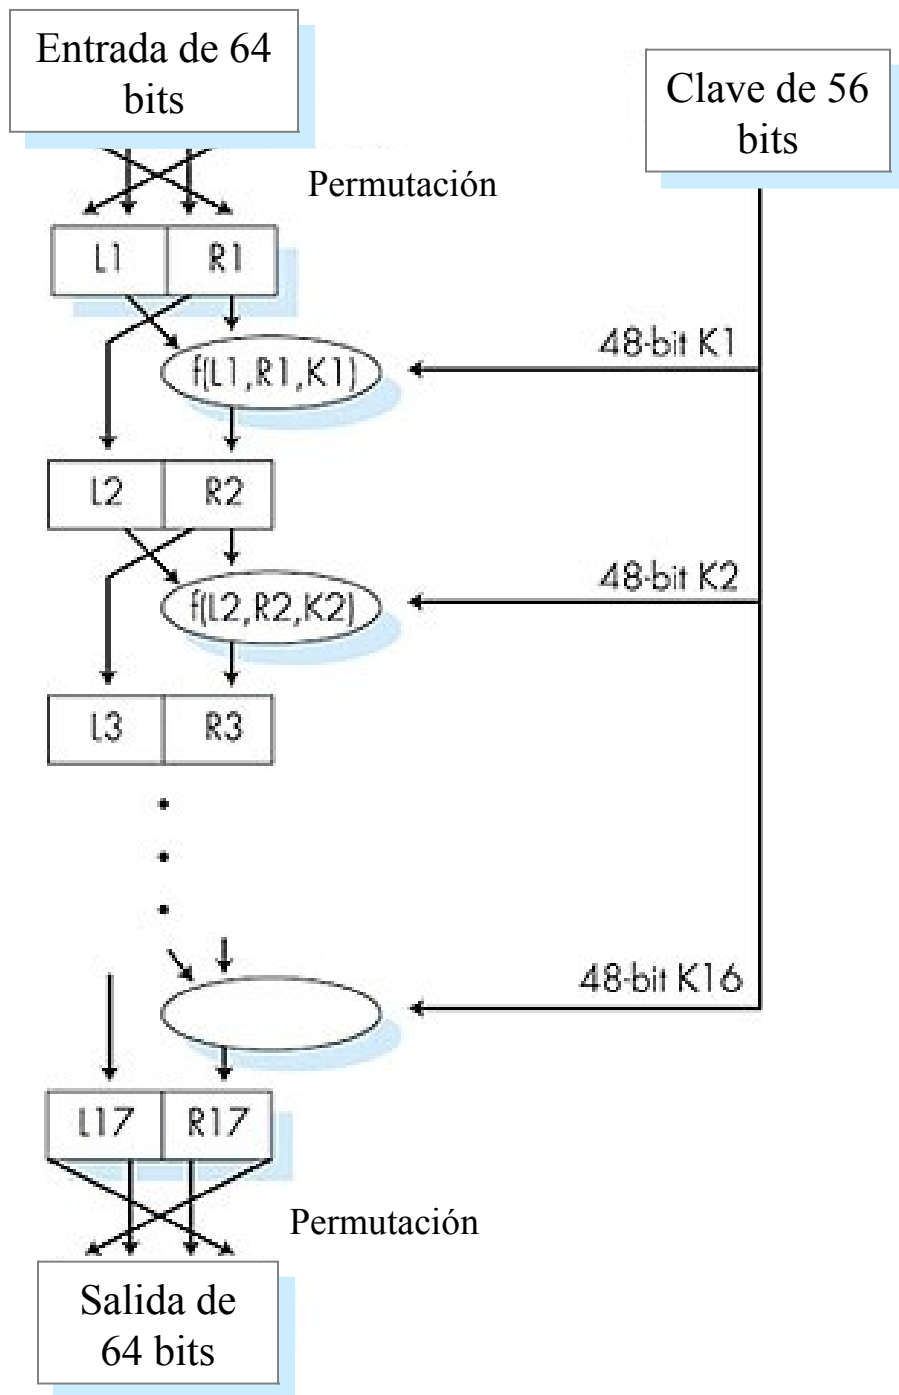 Entrada de 64
bits
Clave de 56
bits
Permutación
L1
R1
48-bit K1
f(L1,R1,K1)
L2
R2
48-bit K2
f(L2,R2,K2)
L3
R3
48-bit K16
L17
R17
Permutación
Salida de
64 bits